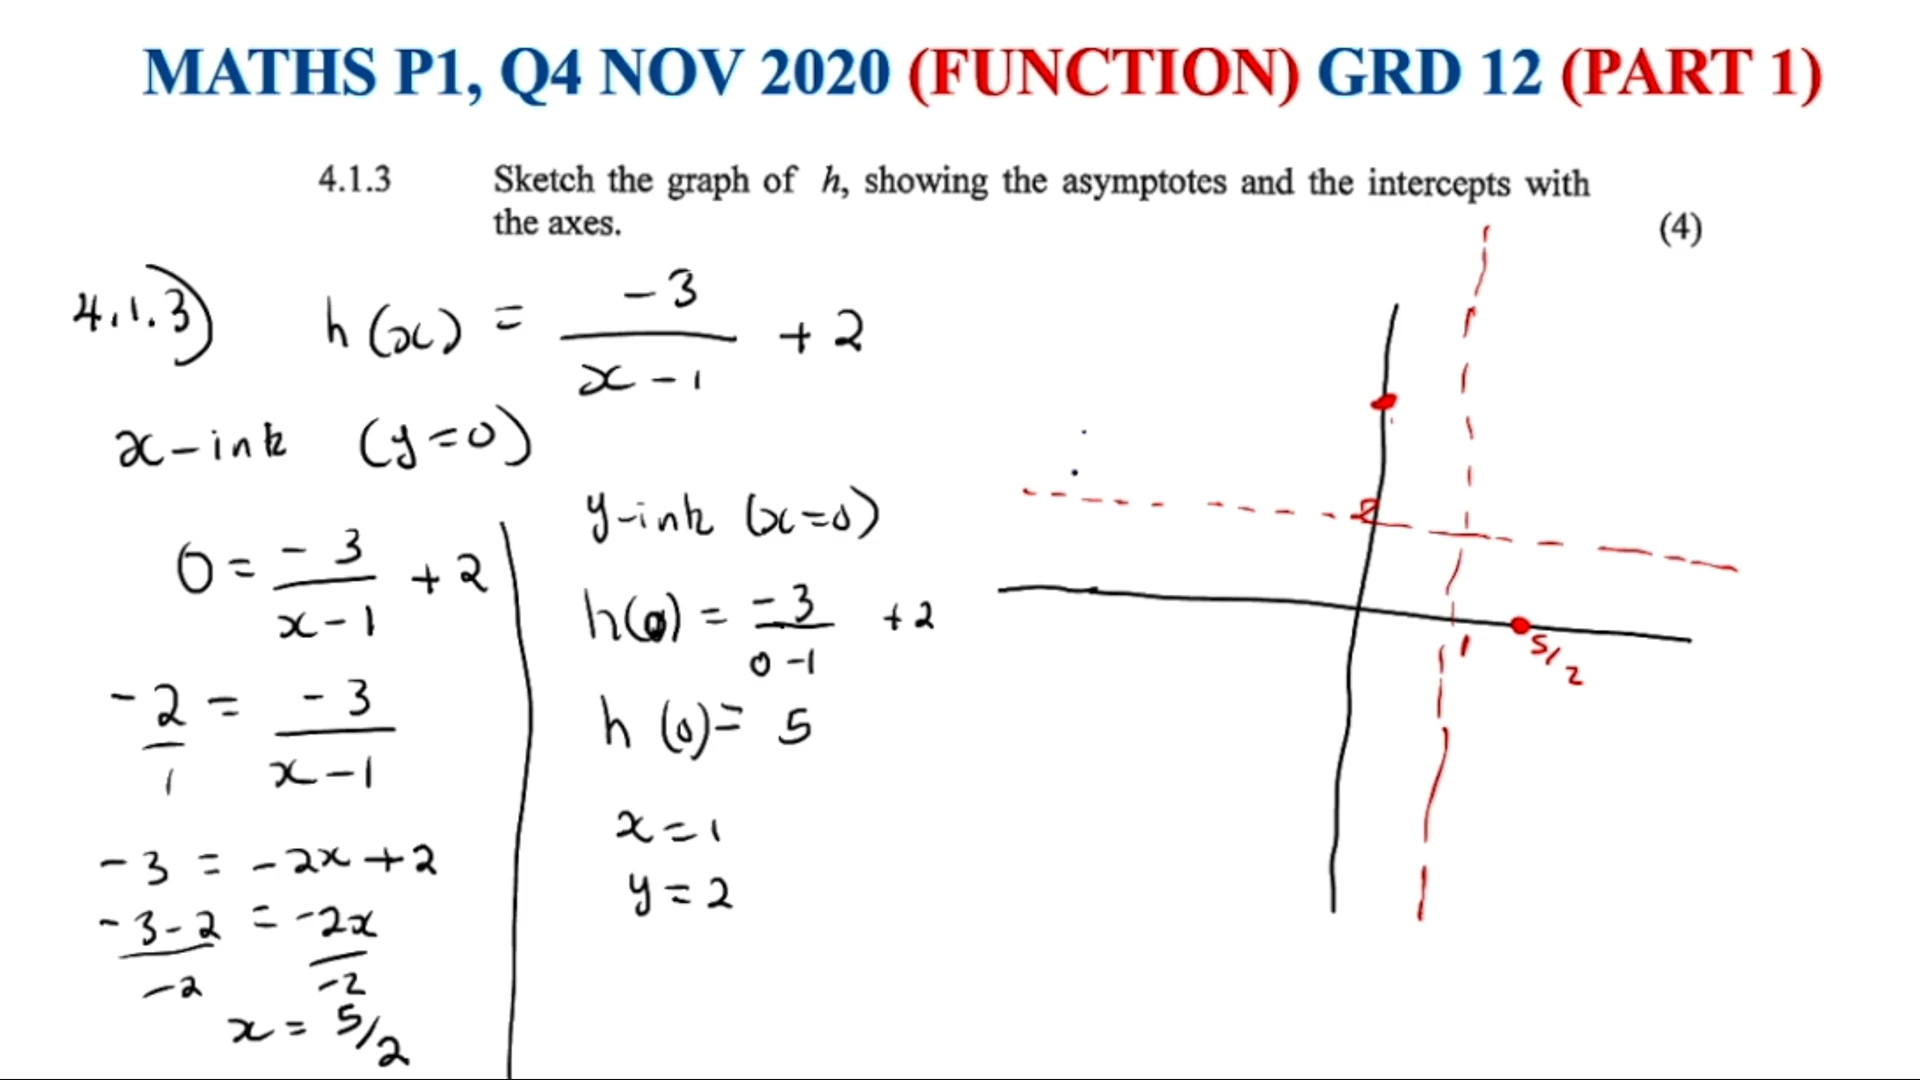 MATHS P1, Q4 NOV 2020 (FUNCTION) GRD 12 (PART 1)
4.1.3 Sketch the graph of h, showing the asymptotes and the intercepts with
the axes. (4)
4.1.3) h(x) = -3/(x-1) + 2
x-int (y=0)
0 = -3/(x-1) + 2
-2/1 = -3/(x-1)
-3 = -2x+2
(-3-2)/-2 = -2x/-2
x = 5/2
y-int (x=0)
h(0) = -3/(0-1) +2
h(0) = 5
x=1
y=2
2
1
5/2